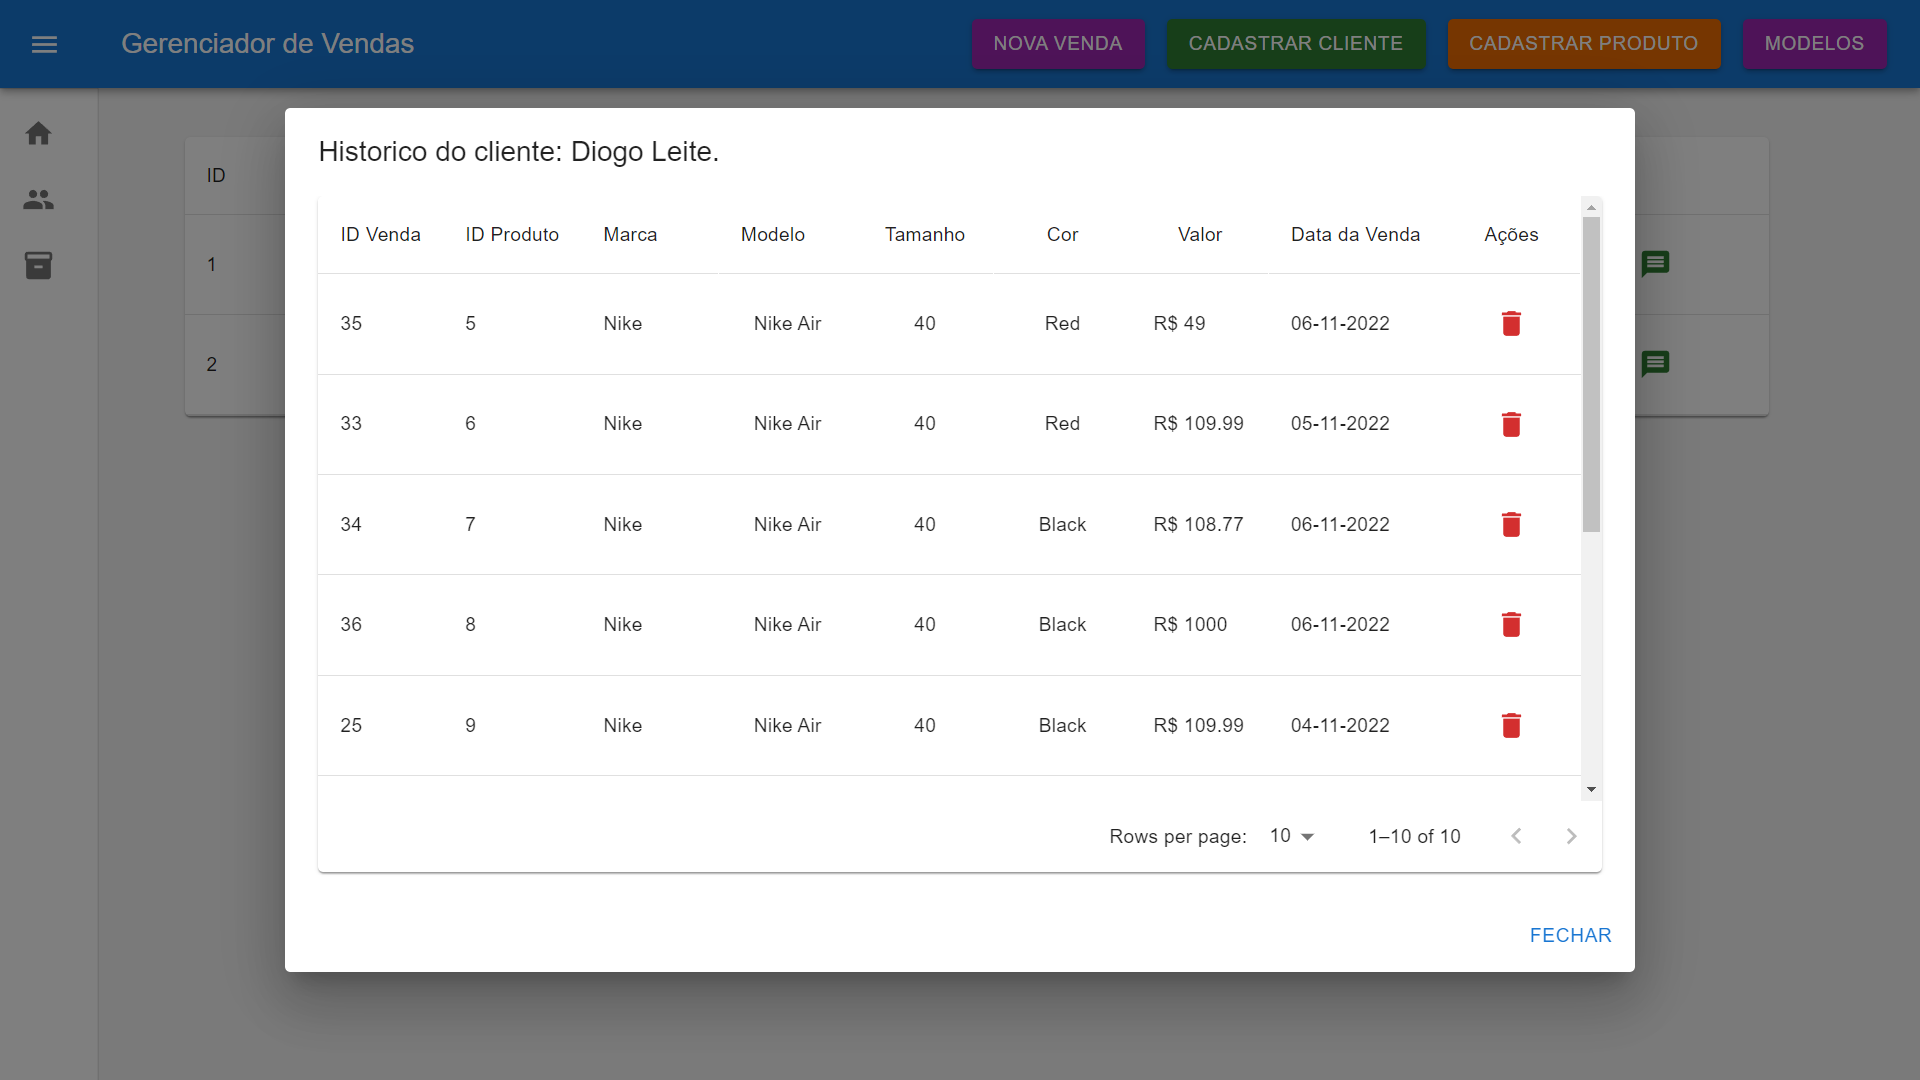 Gerenciador de Vendas NOVA VENDA CADASTRAR CLIENTE CADASTRAR PRODUTO MODELOS
Historico do cliente: Diogo Leite.
ID
1
2
ID Venda ID Produto Marca Modelo Tamanho Cor Valor Data da Venda Ações
35 5 Nike Nike Air 40 Red R$ 49 06-11-2022
33 6 Nike Nike Air 40 Red R$ 109.99 05-11-2022
34 7 Nike Nike Air 40 Black R$ 108.77 06-11-2022
36 8 Nike Nike Air 40 Black R$ 1000 06-11-2022
25 9 Nike Nike Air 40 Black R$ 109.99 04-11-2022
Rows per page: 10 1–10 of 10
FECHAR